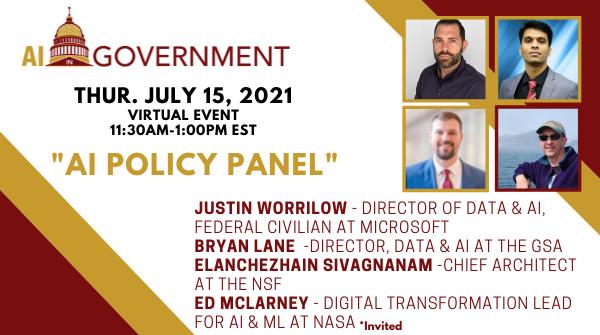 AI IN GOVERNMENT
THUR. JULY 15, 2021
VIRTUAL EVENT
11:30AM-1:00PM EST
"AI POLICY PANEL"
JUSTIN WORRILOW - DIRECTOR OF DATA & AI,
FEDERAL CIVILIAN AT MICROSOFT
BRYAN LANE -DIRECTOR, DATA & AI AT THE GSA
ELANCHEZHAIN SIVAGNANAM -CHIEF ARCHITECT
AT THE NSF
ED MCLARNEY - DIGITAL TRANSFORMATION LEAD
FOR AI & ML AT NASA *Invited